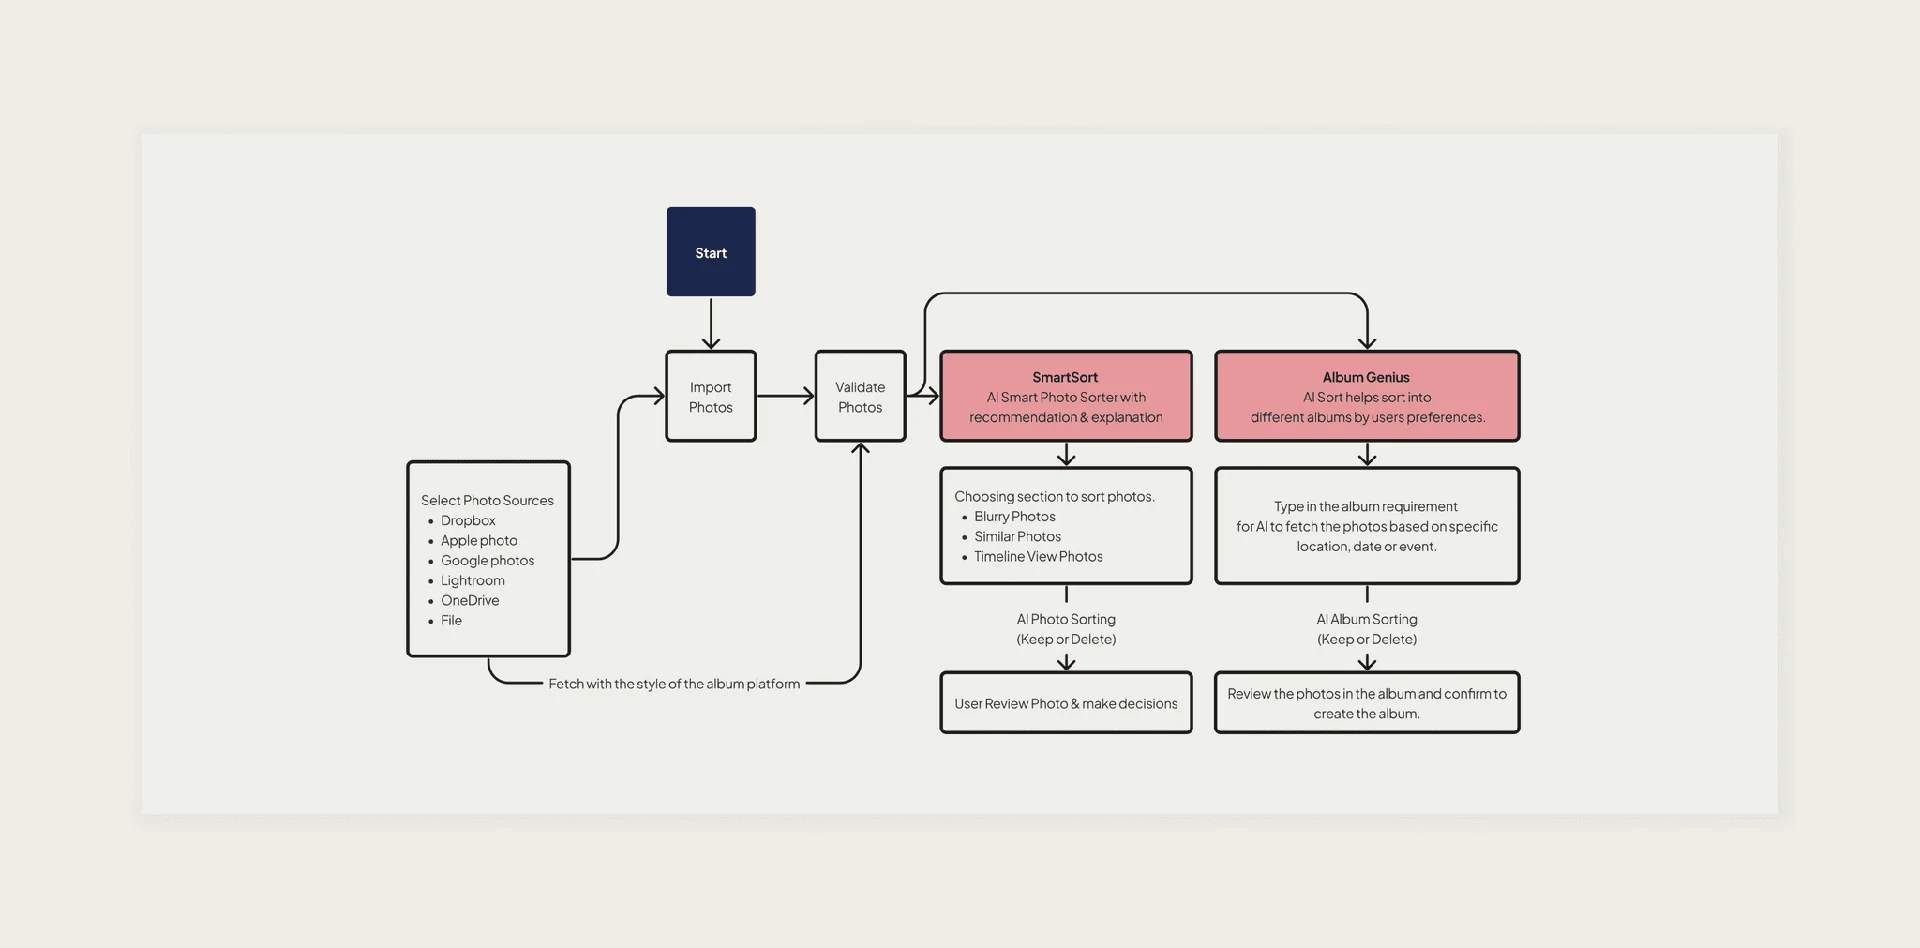 Start
Import
Photos
Validate
Photos
SmartSort
AI Smart Photo Sorter with
recommendation & explanation
Album Genius
AI Sort helps sort into
different albums by users preferences.
Select Photo Sources
• Dropbox
• Apple photo
• Google photos
• Lightroom
• OneDrive
• File
Fetch with the style of the album platform
Choosing section to sort photos.
• Blurry Photos
• Similar Photos
• Timeline View Photos
Type in the album requirement
for AI to fetch the photos based on specific
location, date or event.
AI Photo Sorting
(Keep or Delete)
AI Album Sorting
(Keep or Delete)
User Review Photo & make decisions
Review the photos in the album and confirm to
create the album.